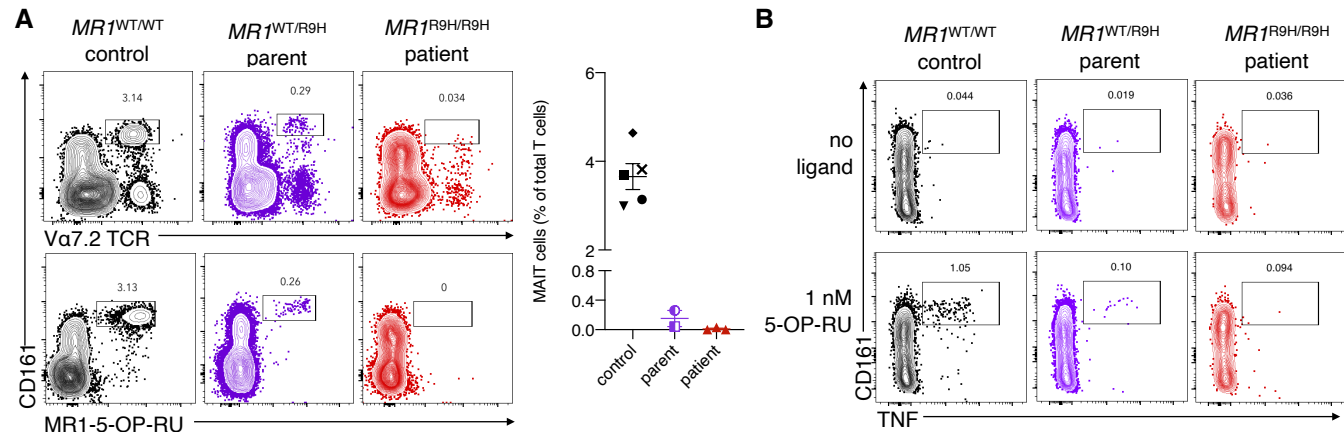 A
MR1WT/WT
control
MR1WT/R9H
parent
MR1R9H/R9H
patient
3.14
0.29
0.034
Vα7.2 TCR
3.13
0.26
0
CD161
MR1-5-OP-RU
MAIT cells (% of total T cells)
6
4
2
0.8
0.4
0.0
control
parent
patient
B
MR1WT/WT
control
MR1WT/R9H
parent
MR1R9H/R9H
patient
no
ligand
0.044
0.019
0.036
1 nM
5-OP-RU
1.05
0.10
0.094
CD161
TNF